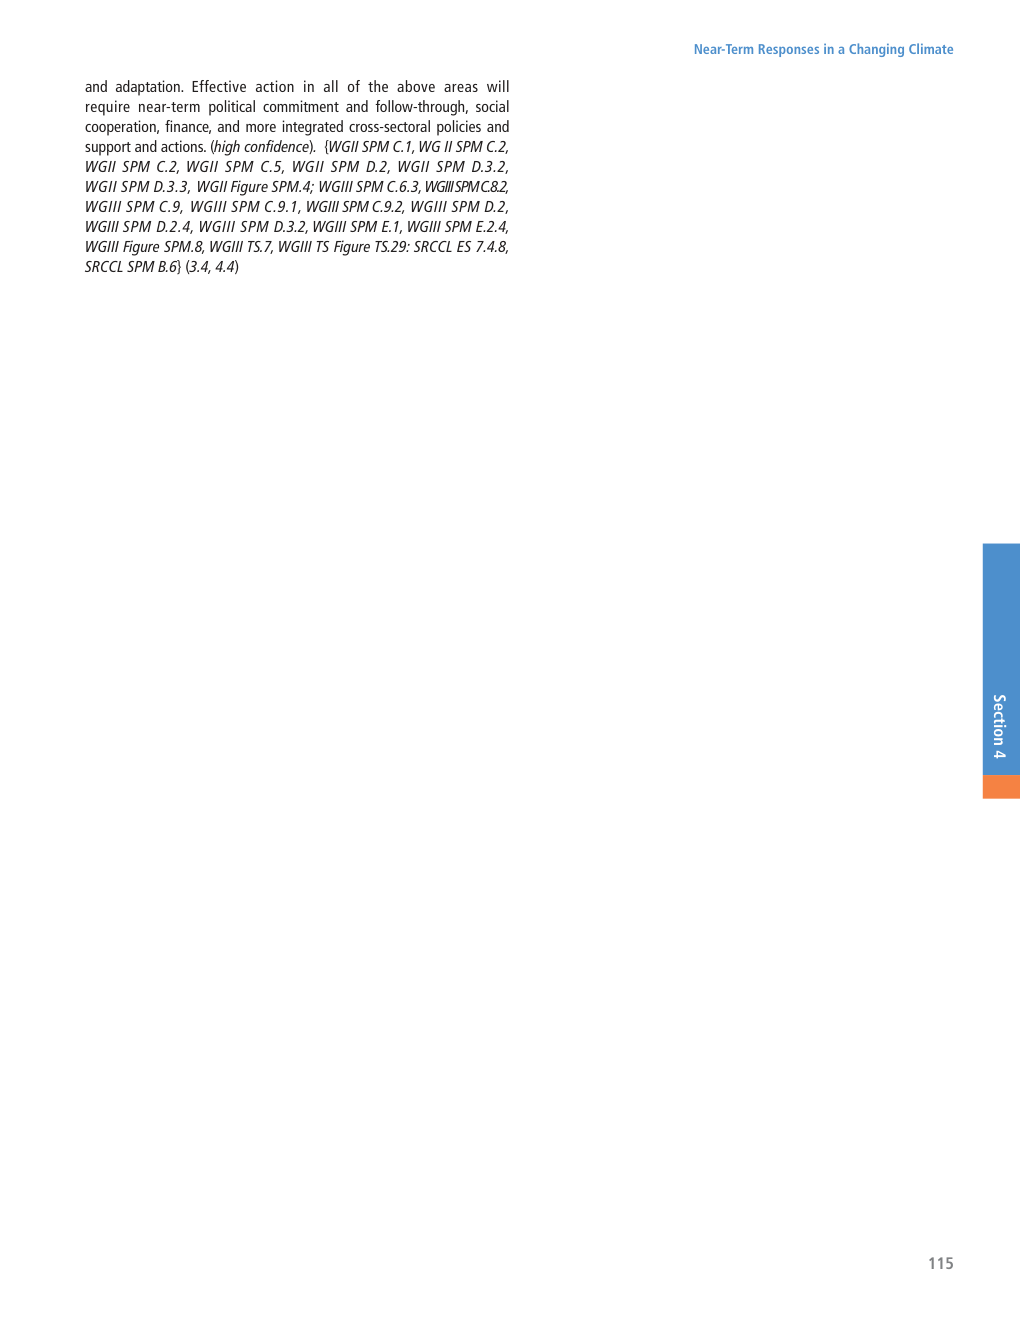 Near-Term Responses in a Changing Climate
and adaptation. Effective action in all of the above areas will
require near-term political commitment and follow-through, social
cooperation, finance, and more integrated cross-sectoral policies and
support and actions. (high confidence).  {WGII SPM C.1, WG II SPM C.2,
WGII SPM C.2, WGII SPM C.5, WGII SPM D.2, WGII SPM D.3.2,
WGII SPM D.3.3, WGII Figure SPM.4; WGIII SPM C.6.3, WGIII SPM C.8.2,
WGIII SPM C.9, WGIII SPM C.9.1, WGIII SPM C.9.2, WGIII SPM D.2,
WGIII SPM D.2.4, WGIII SPM D.3.2, WGIII SPM E.1, WGIII SPM E.2.4,
WGIII Figure SPM.8, WGIII TS.7, WGIII TS Figure TS.29: SRCCL ES 7.4.8,
SRCCL SPM B.6} (3.4, 4.4)
Section 4
115